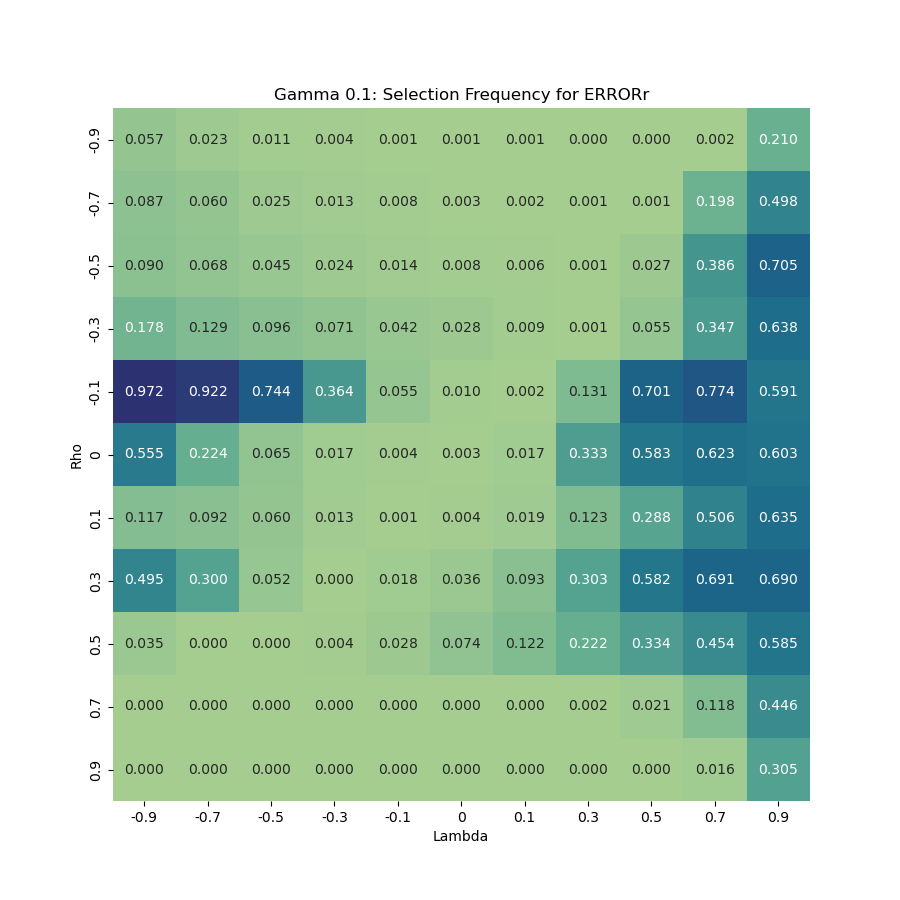 Gamma 0.1: Selection Frequency for ERRORr
Rho
-0.9 0.057 0.023 0.011 0.004 0.001 0.001 0.001 0.000 0.000 0.002 0.210
-0.7 0.087 0.060 0.025 0.013 0.008 0.003 0.002 0.001 0.001 0.198 0.498
-0.5 0.090 0.068 0.045 0.024 0.014 0.008 0.006 0.001 0.027 0.386 0.705
-0.3 0.178 0.129 0.096 0.071 0.042 0.028 0.009 0.001 0.055 0.347 0.638
-0.1 0.972 0.922 0.744 0.364 0.055 0.010 0.002 0.131 0.701 0.774 0.591
0 0.555 0.224 0.065 0.017 0.004 0.003 0.017 0.333 0.583 0.623 0.603
0.1 0.117 0.092 0.060 0.013 0.001 0.004 0.019 0.123 0.288 0.506 0.635
0.3 0.495 0.300 0.052 0.000 0.018 0.036 0.093 0.303 0.582 0.691 0.690
0.5 0.035 0.000 0.000 0.004 0.028 0.074 0.122 0.222 0.334 0.454 0.585
0.7 0.000 0.000 0.000 0.000 0.000 0.000 0.000 0.002 0.021 0.118 0.446
0.9 0.000 0.000 0.000 0.000 0.000 0.000 0.000 0.000 0.000 0.016 0.305
-0.9 -0.7 -0.5 -0.3 -0.1 0 0.1 0.3 0.5 0.7 0.9
Lambda